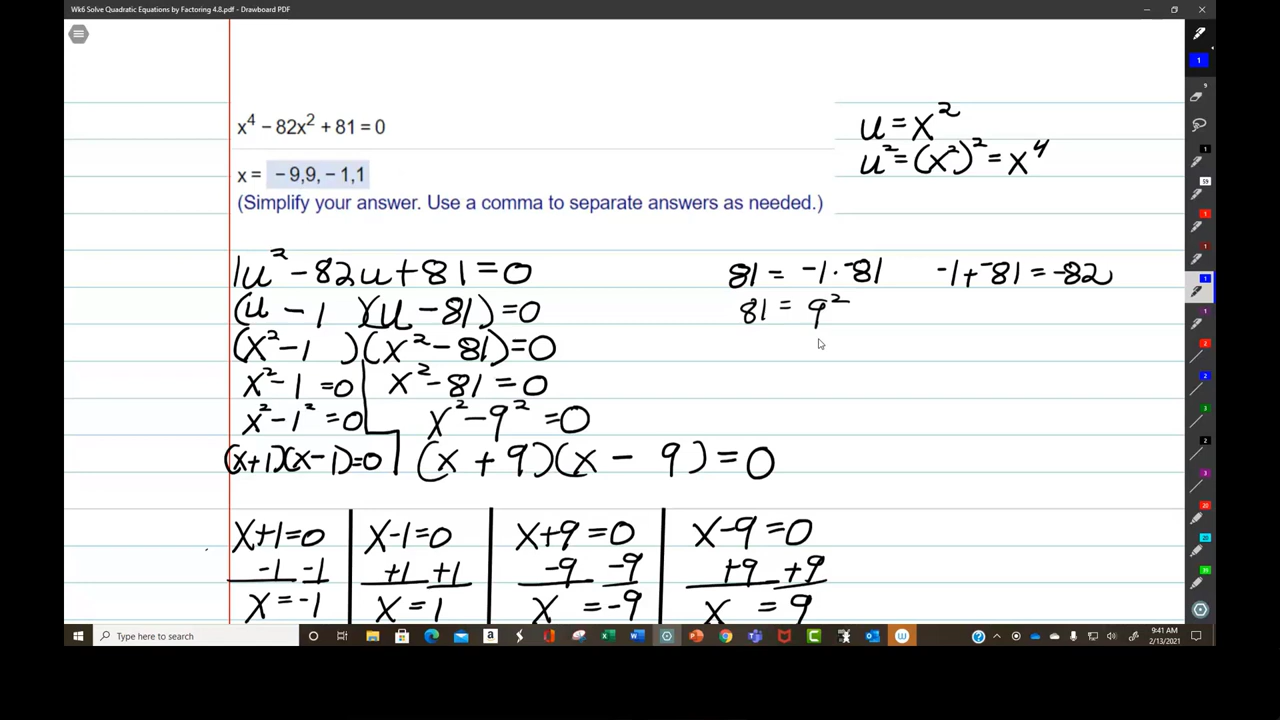 Wk6 Solve Quadratic Equations by Factoring 4.8.pdf - Drawboard PDF
x⁴ − 82x² + 81 = 0
x = − 9,9, − 1,1
(Simplify your answer. Use a comma to separate answers as needed.)
u = x²
u² = (x²)² = x⁴
1u² - 82u + 81 = 0
81 = -1 · -81
-1 + -81 = -82
(u - 1 )(u - 81) = 0
81 = 9²
(x² - 1 )(x² - 81) = 0
x² - 1 = 0
x² - 81 = 0
x² - 1² = 0
x² - 9² = 0
(x+1)(x-1)=0
(x + 9)(x - 9) = 0
x+1=0
-1 -1
x = -1
x-1=0
+1 +1
x = 1
x+9=0
-9 -9
x = -9
x-9=0
+9 +9
x = 9
Type here to search
9:41 AM
2/13/2021